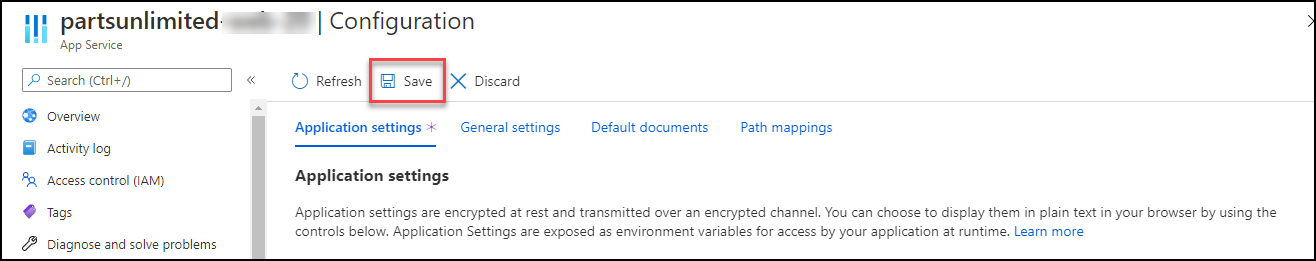 partsunlimited- | Configuration
App Service
Search (Ctrl+/)
«
Refresh
Save
Discard
Overview
Activity log
Access control (IAM)
Tags
Diagnose and solve problems
Application settings *
General settings
Default documents
Path mappings
Application settings
Application settings are encrypted at rest and transmitted over an encrypted channel. You can choose to display them in plain text in your browser by using the
controls below. Application Settings are exposed as environment variables for access by your application at runtime. Learn more